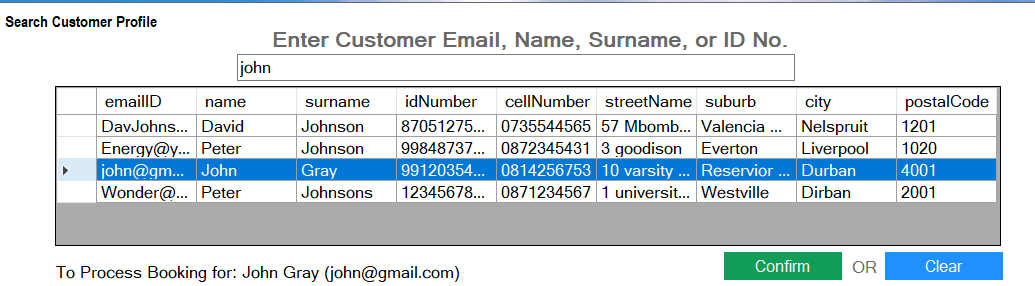 Search Customer Profile
Enter Customer Email, Name, Surname, or ID No.
john
emailID name surname idNumber cellNumber streetName suburb city postalCode
DavJohns... David Johnson 87051275... 0735544565 57 Mbomb... Valencia ... Nelspruit 1201
Energy@y... Peter Johnson 99848737... 0872345431 3 goodison Everton Liverpool 1020
john@gm... John Gray 99120354... 0814256753 10 varsity ... Reservior ... Durban 4001
Wonder@... Peter Johnsons 12345678... 0871234567 1 universit... Westville Dirban 2001
To Process Booking for: John Gray (john@gmail.com) Confirm OR Clear